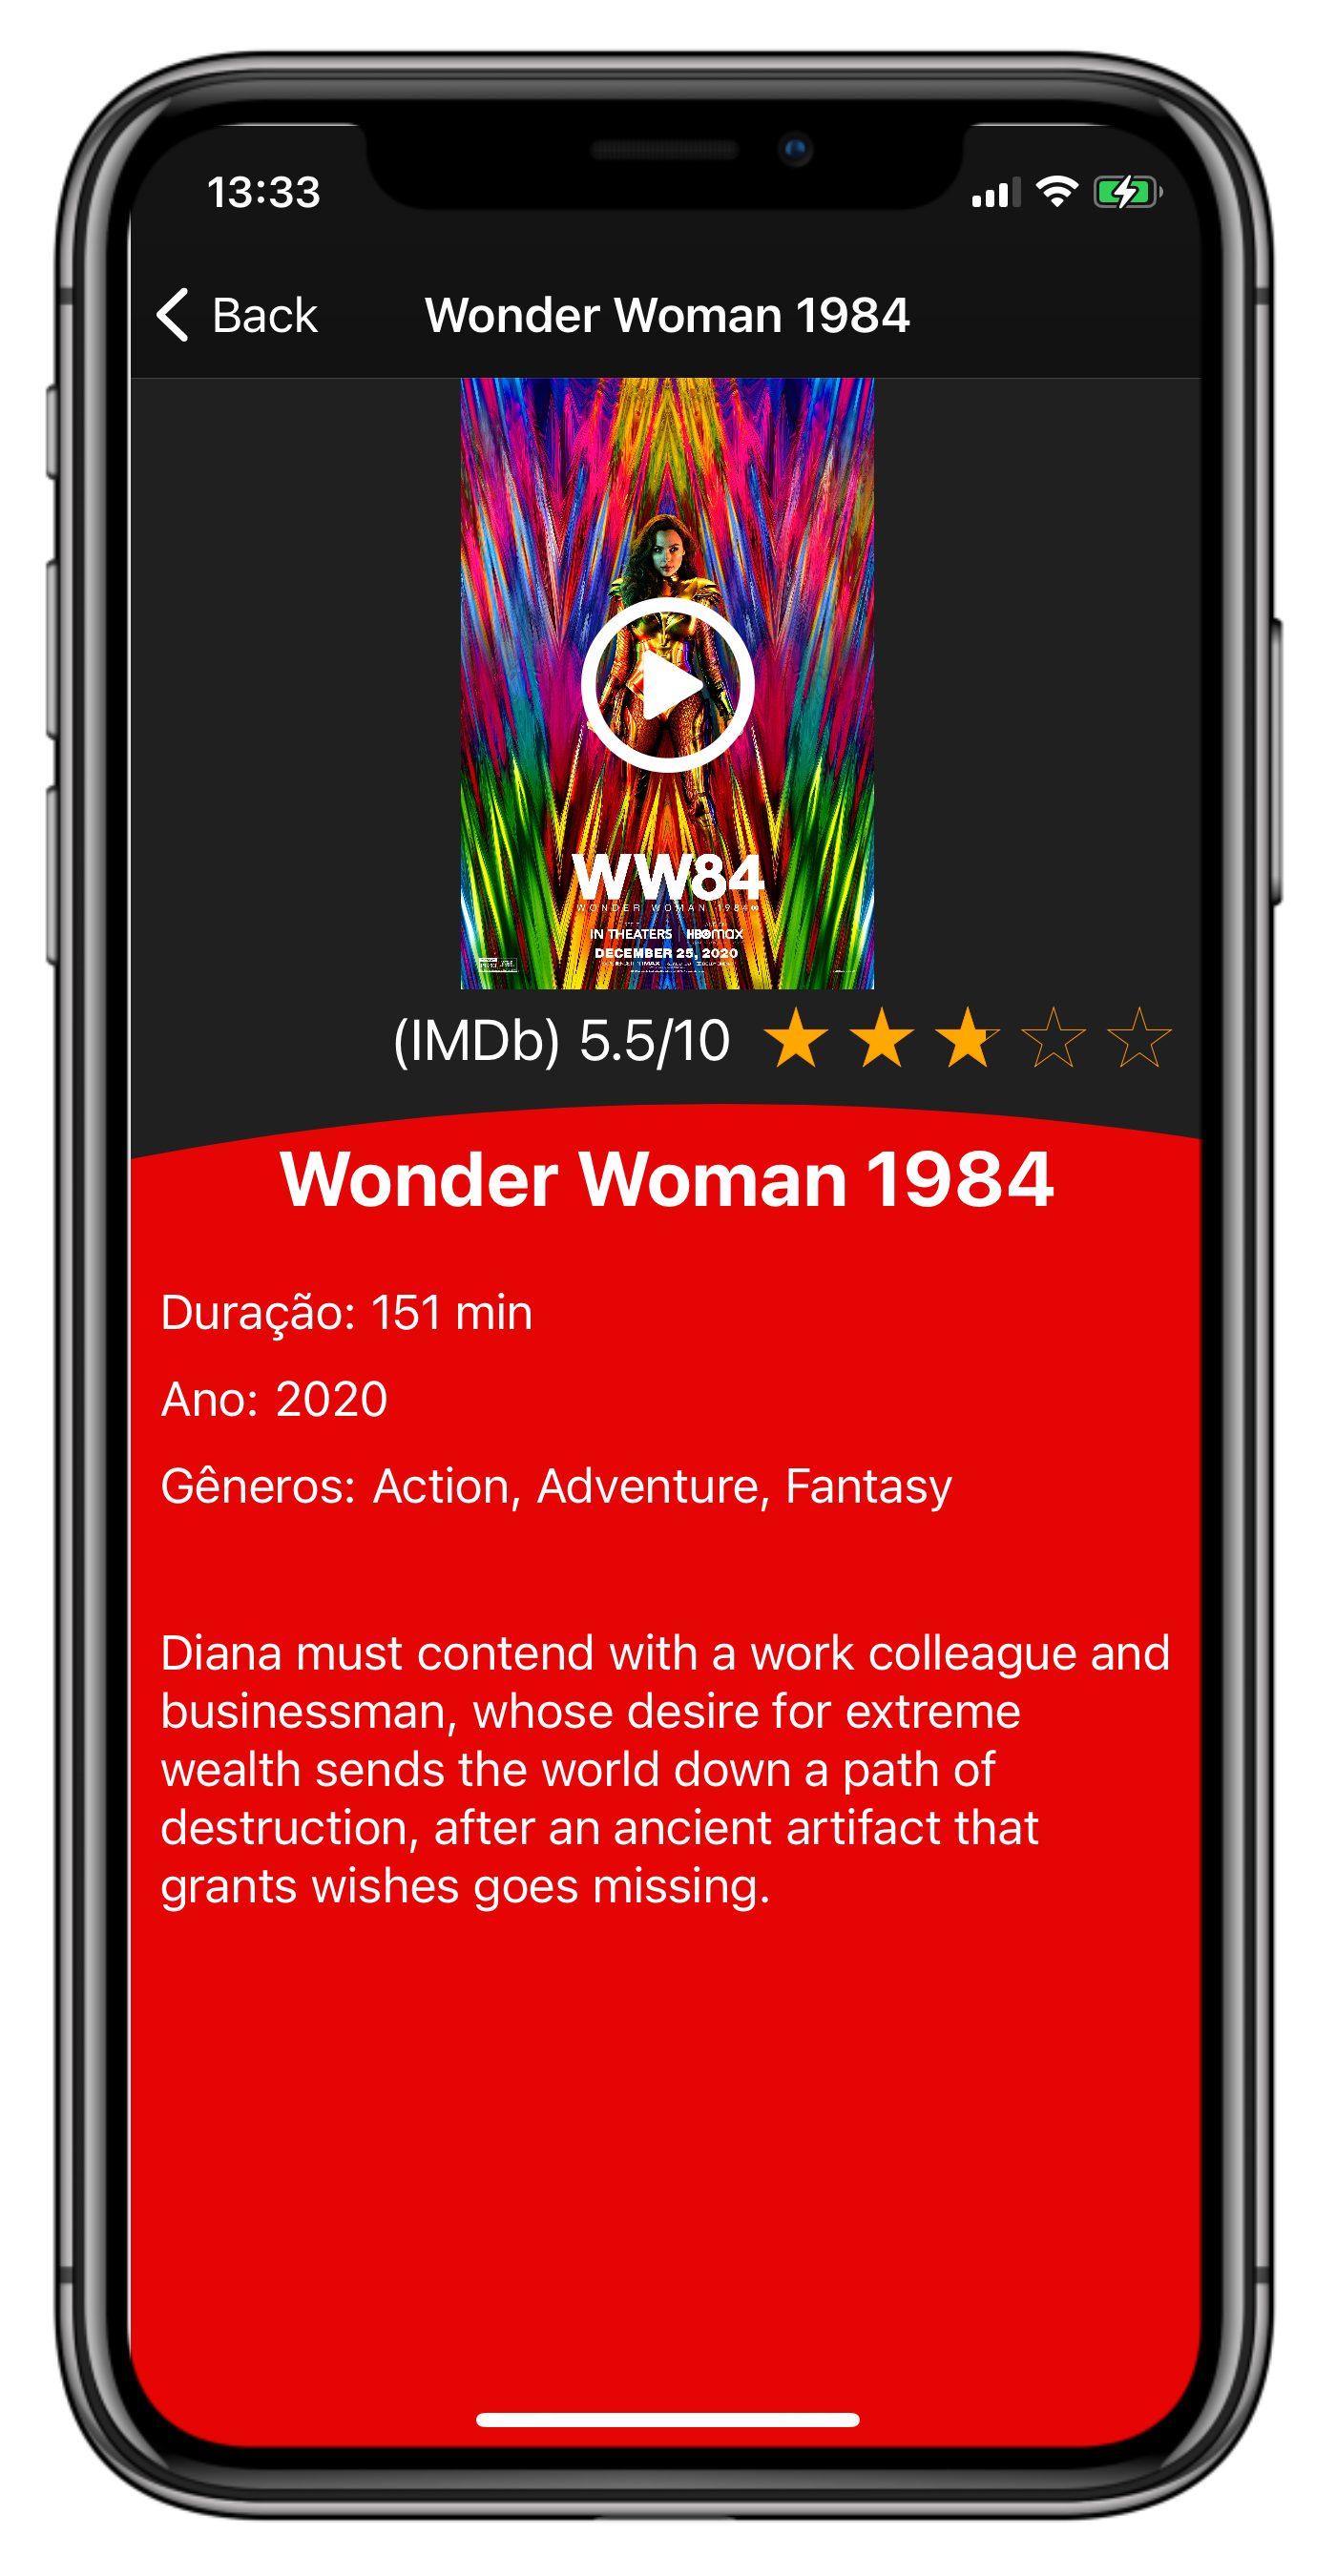 13:33
Back
Wonder Woman 1984
WW84
WONDER WOMAN 1984
IN THEATERS HBOMAX
DECEMBER 25, 2020
(IMDb) 5.5/10
Wonder Woman 1984
Duração: 151 min
Ano: 2020
Gêneros: Action, Adventure, Fantasy
Diana must contend with a work colleague and
businessman, whose desire for extreme
wealth sends the world down a path of
destruction, after an ancient artifact that
grants wishes goes missing.